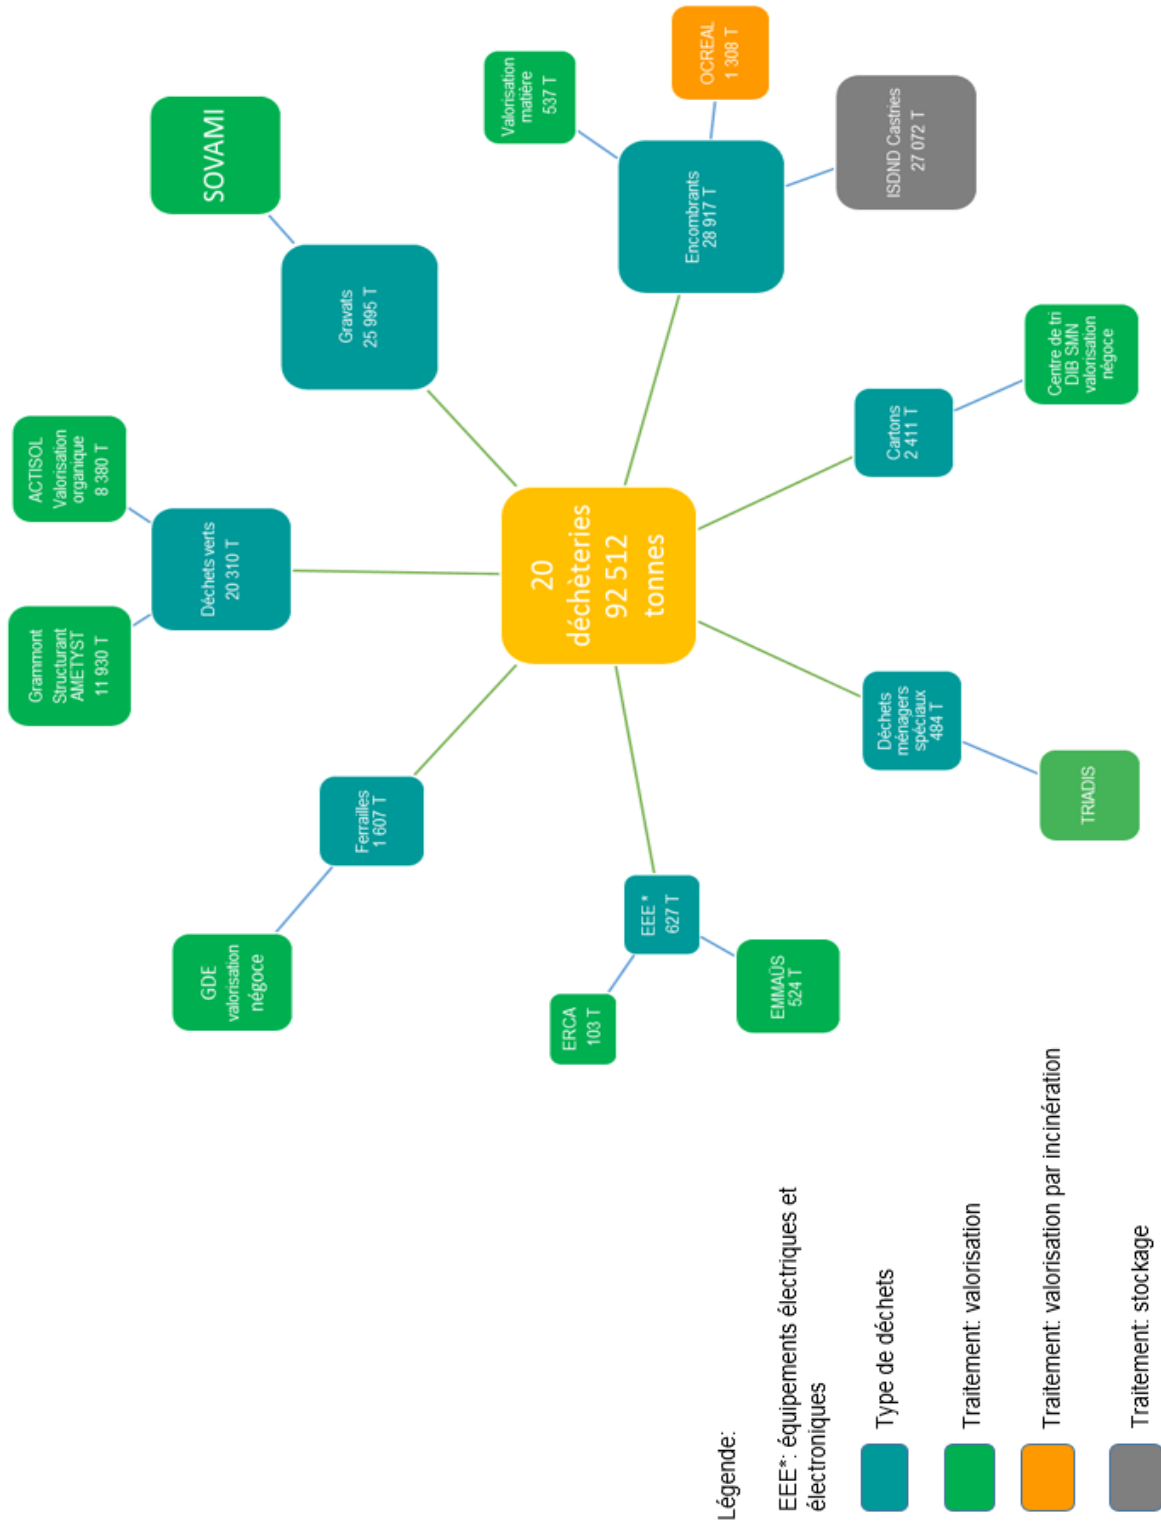 20
déchèteries
92 512
tonnes
Déchets verts
20 310 T
Grammont
Structurant
AMETYST
11 930 T
ACTISOL
Valorisation
organique
8 380 T
Gravats
25 995 T
SOVAMI
Encombrants
28 917 T
Valorisation
matière
537 T
OCREAL
1 308 T
ISDND Castries
27 072 T
Cartons
2 411 T
Centre de tri
DIB SMN
valorisation
négoce
Déchets
ménagers
spéciaux
484 T
TRIADIS
EEE *
627 T
ERCA
103 T
EMMAÜS
524 T
Ferrailles
1 607 T
GDE
valorisation
négoce
Légende:
EEE*: équipements électriques et
électroniques
Type de déchets
Traitement: valorisation
Traitement: valorisation par incinération
Traitement: stockage